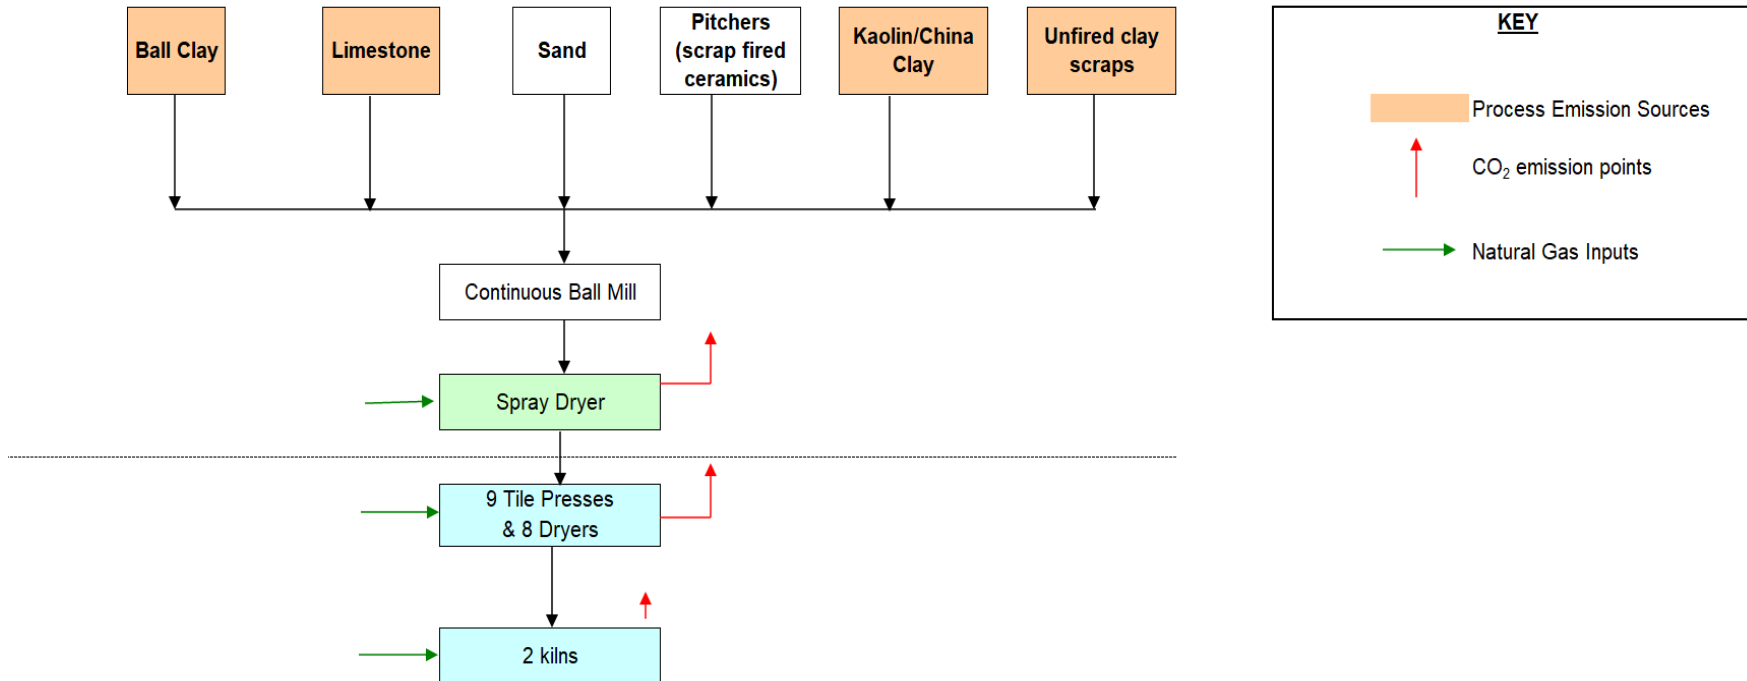 Ball Clay
Limestone
Sand
Pitchers
(scrap fired
ceramics)
Kaolin/China
Clay
Unfired clay
scraps
KEY
Process Emission Sources
CO₂ emission points
Natural Gas Inputs
Continuous Ball Mill
Spray Dryer
9 Tile Presses
& 8 Dryers
2 kilns